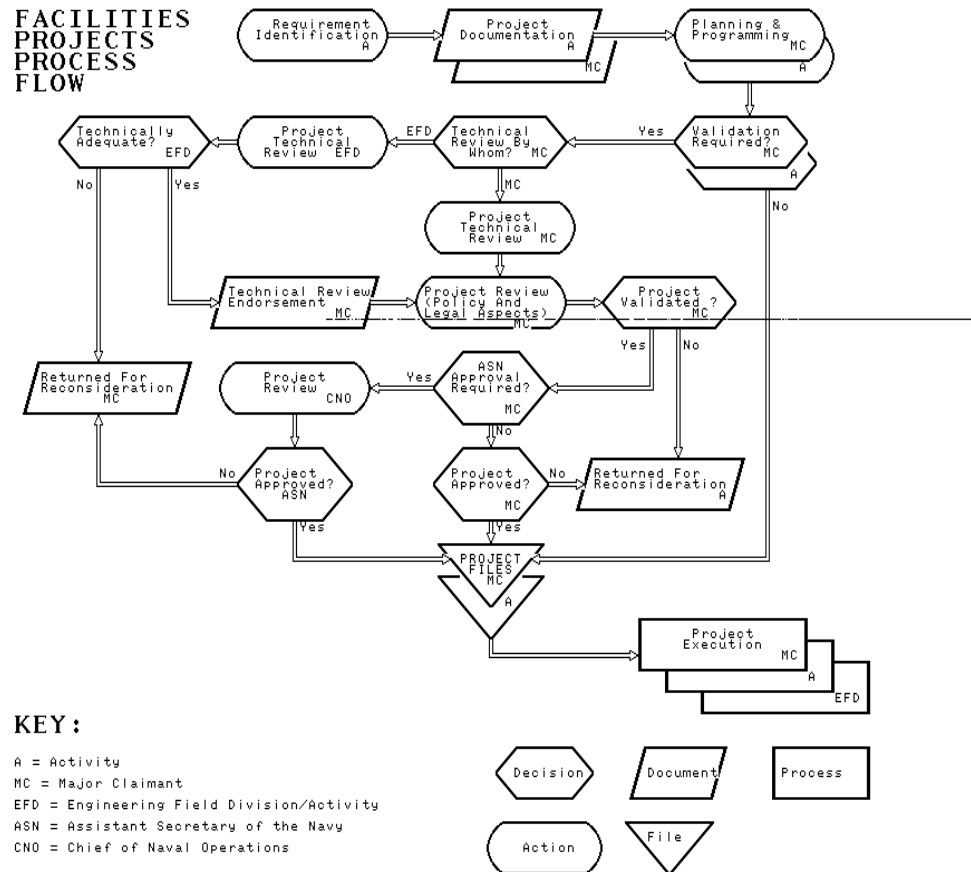 FACILITIES
PROJECTS
PROCESS
FLOW
Requirement
Identification
A
Project
Documentation
A
MC
Planning &
Programming
MC
A
Technically
Adequate?
EFD
Project
Technical
Review EFD
EFD
Technical
Review By
Whom? MC
Yes
Validation
Required?
MC
A
No
Yes
MC
No
Project
Technical
Review MC
Technical Review
Endorsement
MC
Project Review
(Policy And
Legal Aspects)
MC
Project
Validated ?
MC
Yes
No
Returned For
Reconsideration
MC
Project
Review
CNO
Yes
ASN
Approval
Required?
MC
No
No
Project
Approved?
ASN
Project
Approved?
MC
No
Returned For
Reconsideration
A
Yes
Yes
PROJECT
FILES
MC
A
Project
Execution
MC
A
EFD
KEY:
A = Activity
MC = Major Claimant
EFD = Engineering Field Division/Activity
ASN = Assistant Secretary of the Navy
CNO = Chief of Naval Operations
Decision
Document
Process
Action
File